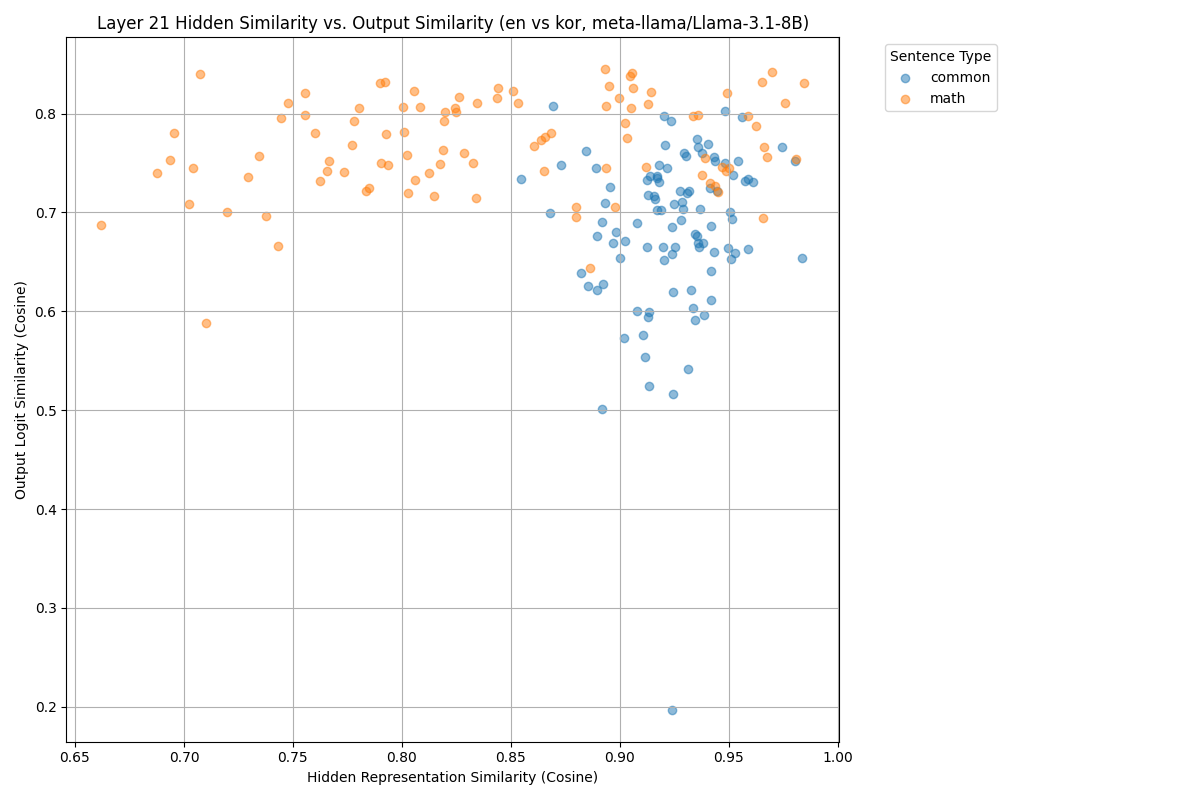 Layer 21 Hidden Similarity vs. Output Similarity (en vs kor, meta-llama/Llama-3.1-8B)
Sentence Type
common
math
Output Logit Similarity (Cosine)
0.8
0.7
0.6
0.5
0.4
0.3
0.2
0.65 0.70 0.75 0.80 0.85 0.90 0.95 1.00
Hidden Representation Similarity (Cosine)